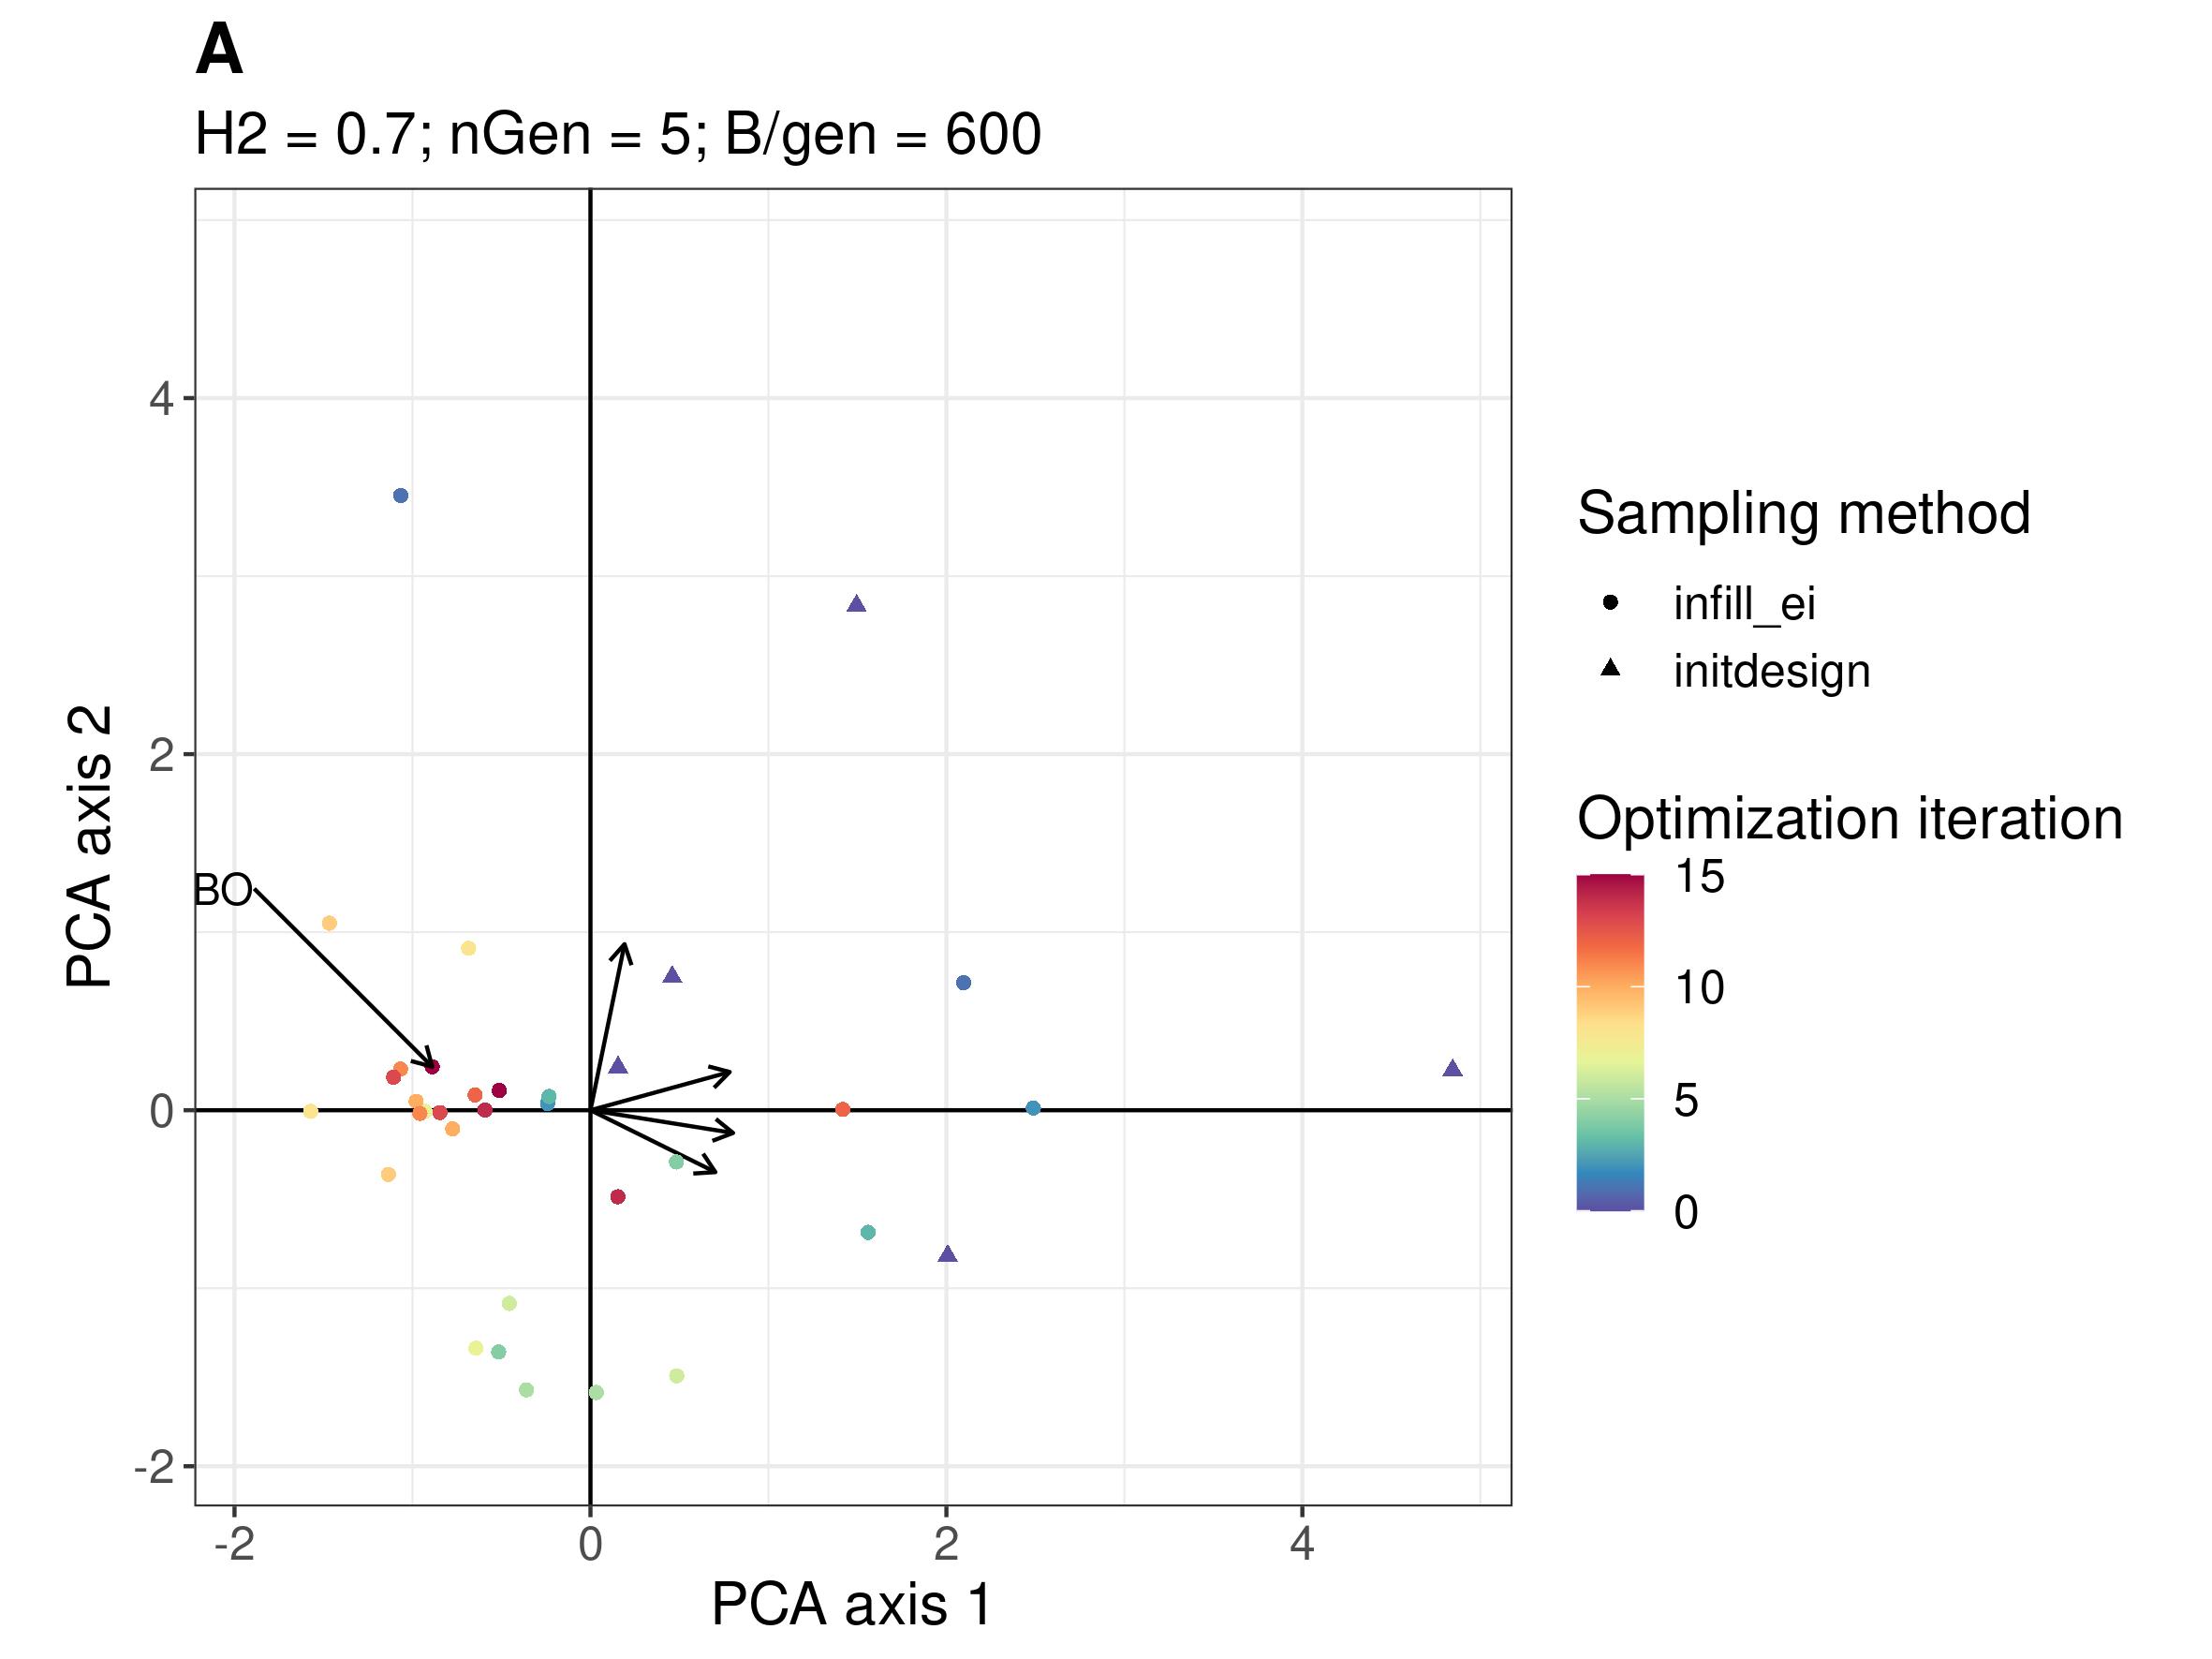 A
H2 = 0.7; nGen = 5; B/gen = 600
PCA axis 2
4
2
0
-2
BO
-2
0
2
4
PCA axis 1
Sampling method
infill_ei
initdesign
Optimization iteration
15
10
5
0